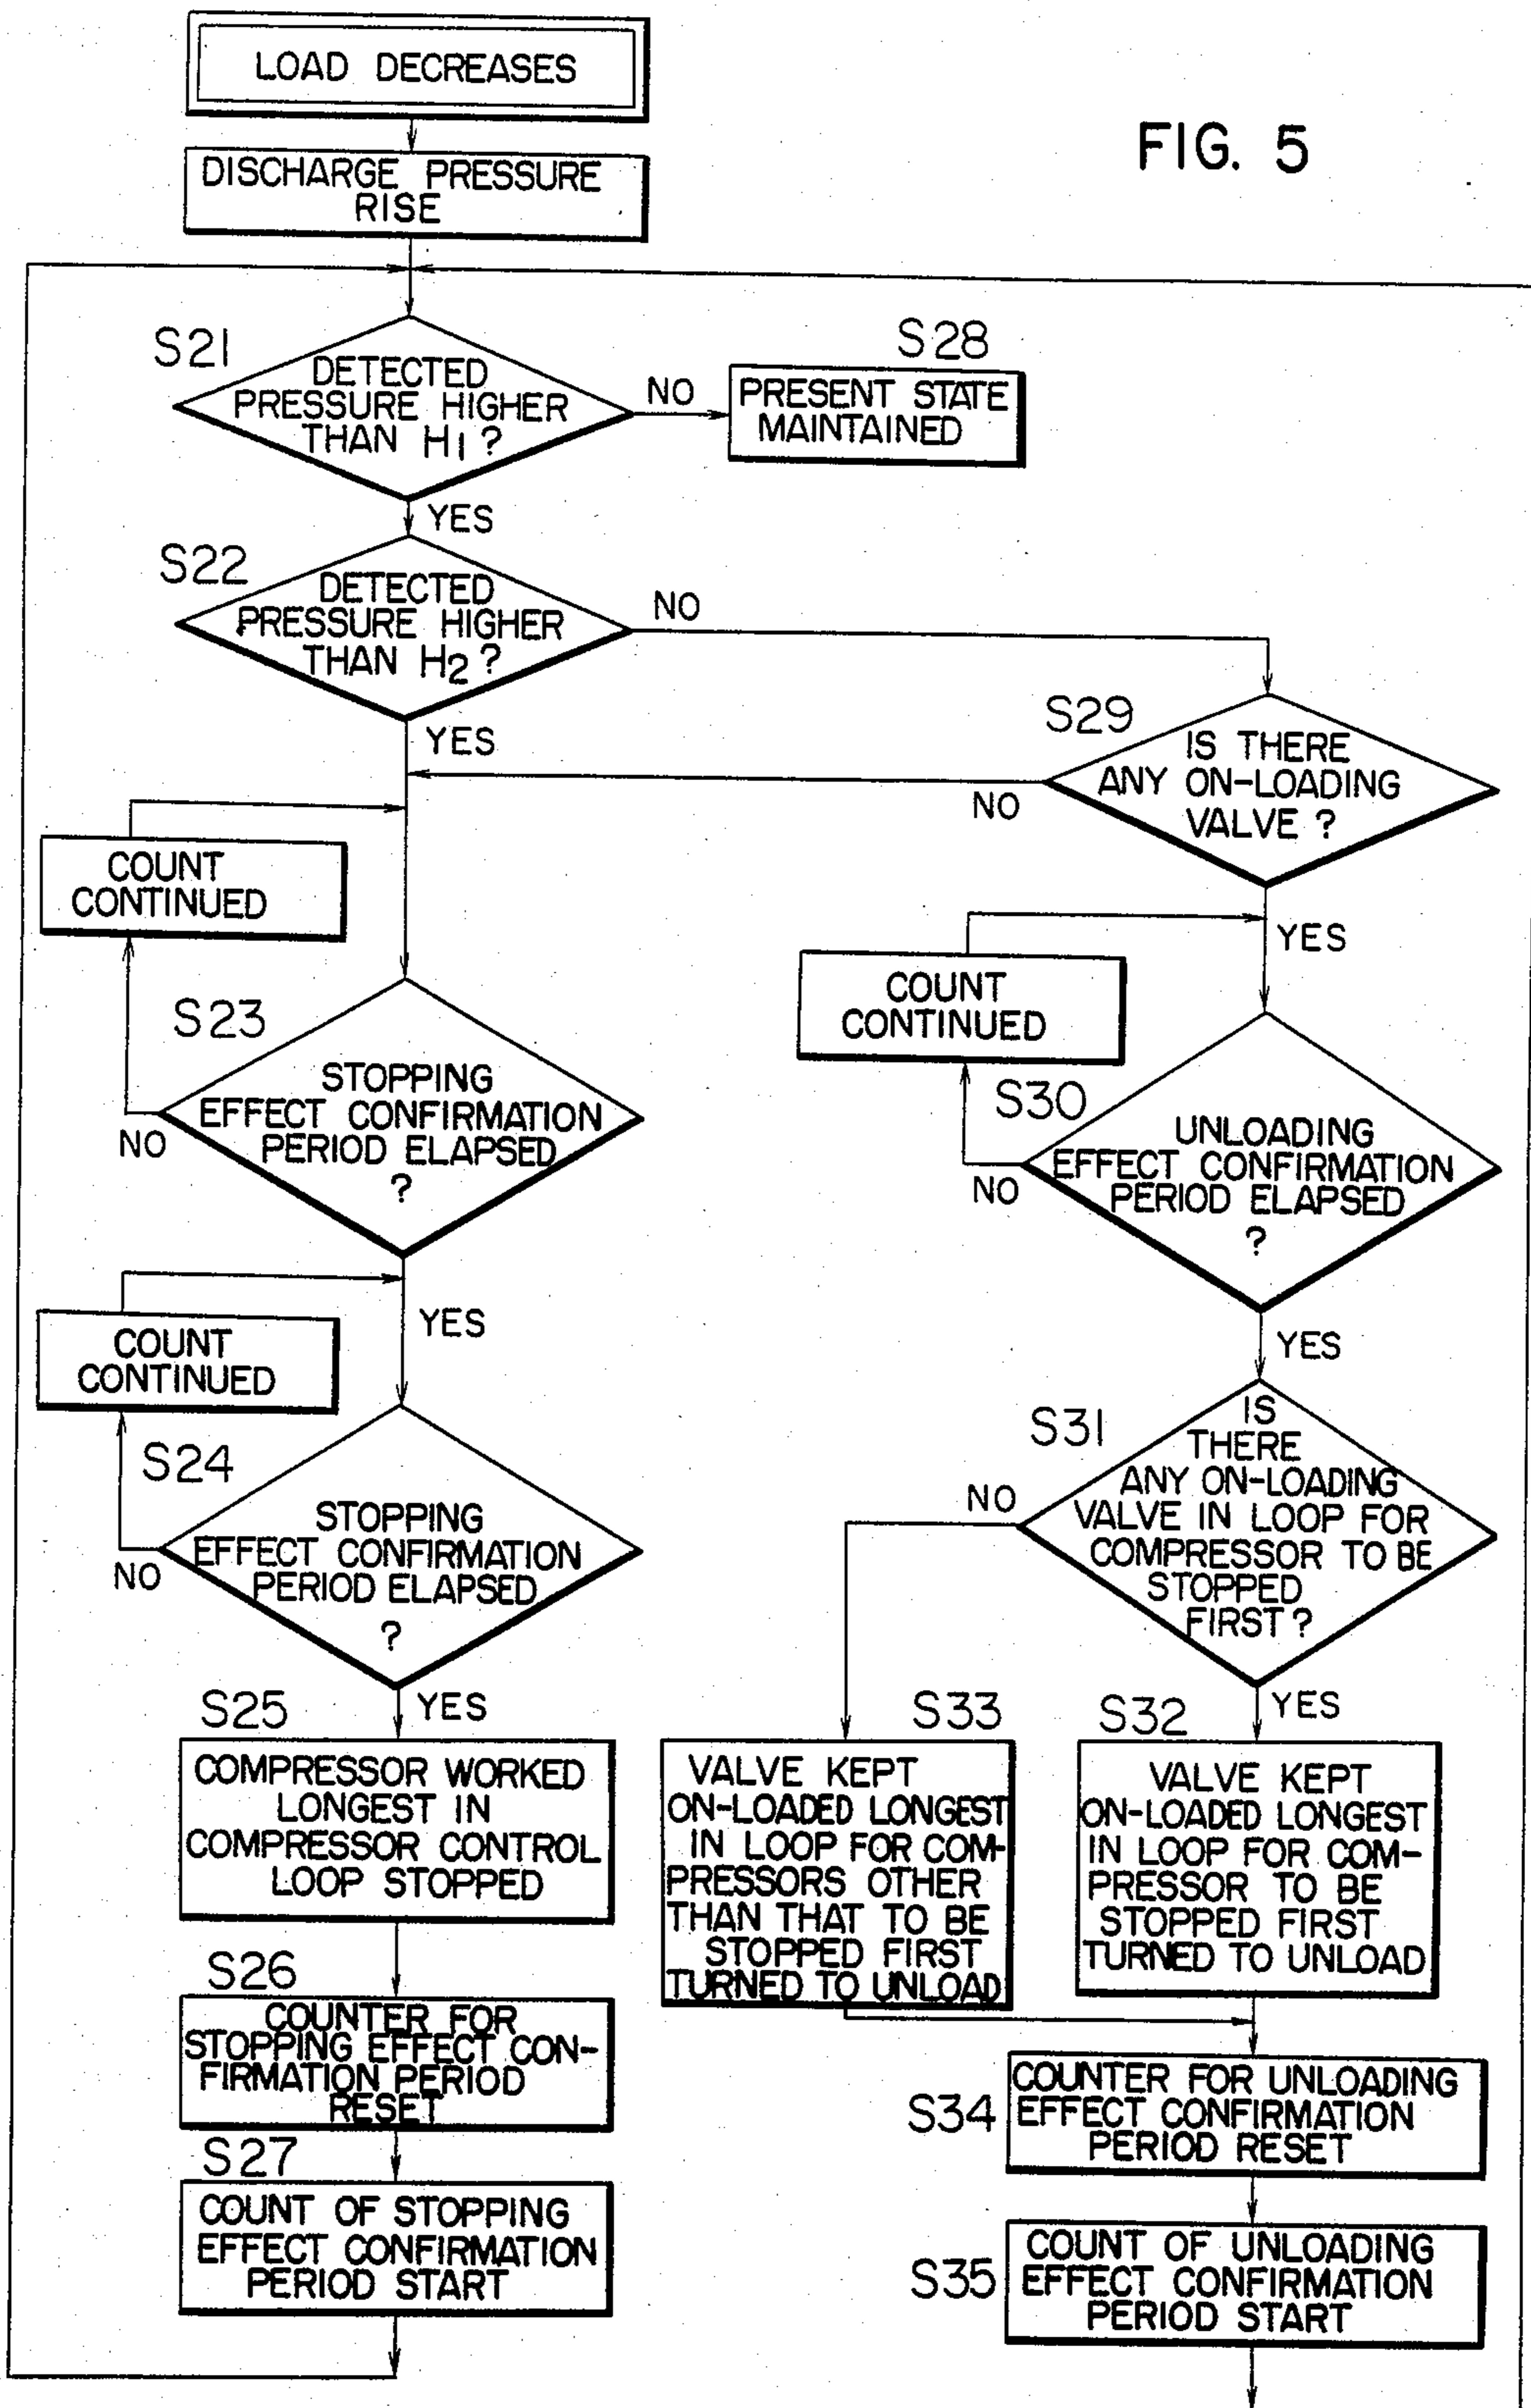 LOAD DECREASES
FIG. 5
DISCHARGE PRESSURE
RISE
S21
DETECTED
PRESSURE HIGHER
THAN H1 ?
NO
S28
PRESENT STATE
MAINTAINED
YES
S22
DETECTED
PRESSURE HIGHER
THAN H2 ?
NO
YES
S29
IS THERE
ANY ON-LOADING
VALVE ?
NO
YES
COUNT
CONTINUED
S23
STOPPING
EFFECT CONFIRMATION
PERIOD ELAPSED
?
NO
YES
COUNT
CONTINUED
S30
UNLOADING
EFFECT CONFIRMATION
PERIOD ELAPSED
?
NO
YES
COUNT
CONTINUED
S24
STOPPING
EFFECT CONFIRMATION
PERIOD ELAPSED
?
NO
YES
S31
IS
THERE
ANY ON-LOADING
VALVE IN LOOP FOR
COMPRESSOR TO BE
STOPPED
FIRST ?
NO
YES
S25
COMPRESSOR WORKED
LONGEST IN
COMPRESSOR CONTROL
LOOP STOPPED
S33
VALVE KEPT
ON-LOADED LONGEST
IN LOOP FOR COM-
PRESSORS OTHER
THAN THAT TO BE
STOPPED FIRST
TURNED TO UNLOAD
S32
VALVE KEPT
ON-LOADED LONGEST
IN LOOP FOR COM-
PRESSOR TO BE
STOPPED FIRST
TURNED TO UNLOAD
S26
COUNTER FOR
STOPPING EFFECT CON-
FIRMATION PERIOD
RESET
S34
COUNTER FOR UNLOADING
EFFECT CONFIRMATION
PERIOD RESET
S27
COUNT OF STOPPING
EFFECT CONFIRMATION
PERIOD START
S35
COUNT OF UNLOADING
EFFECT CONFIRMATION
PERIOD START